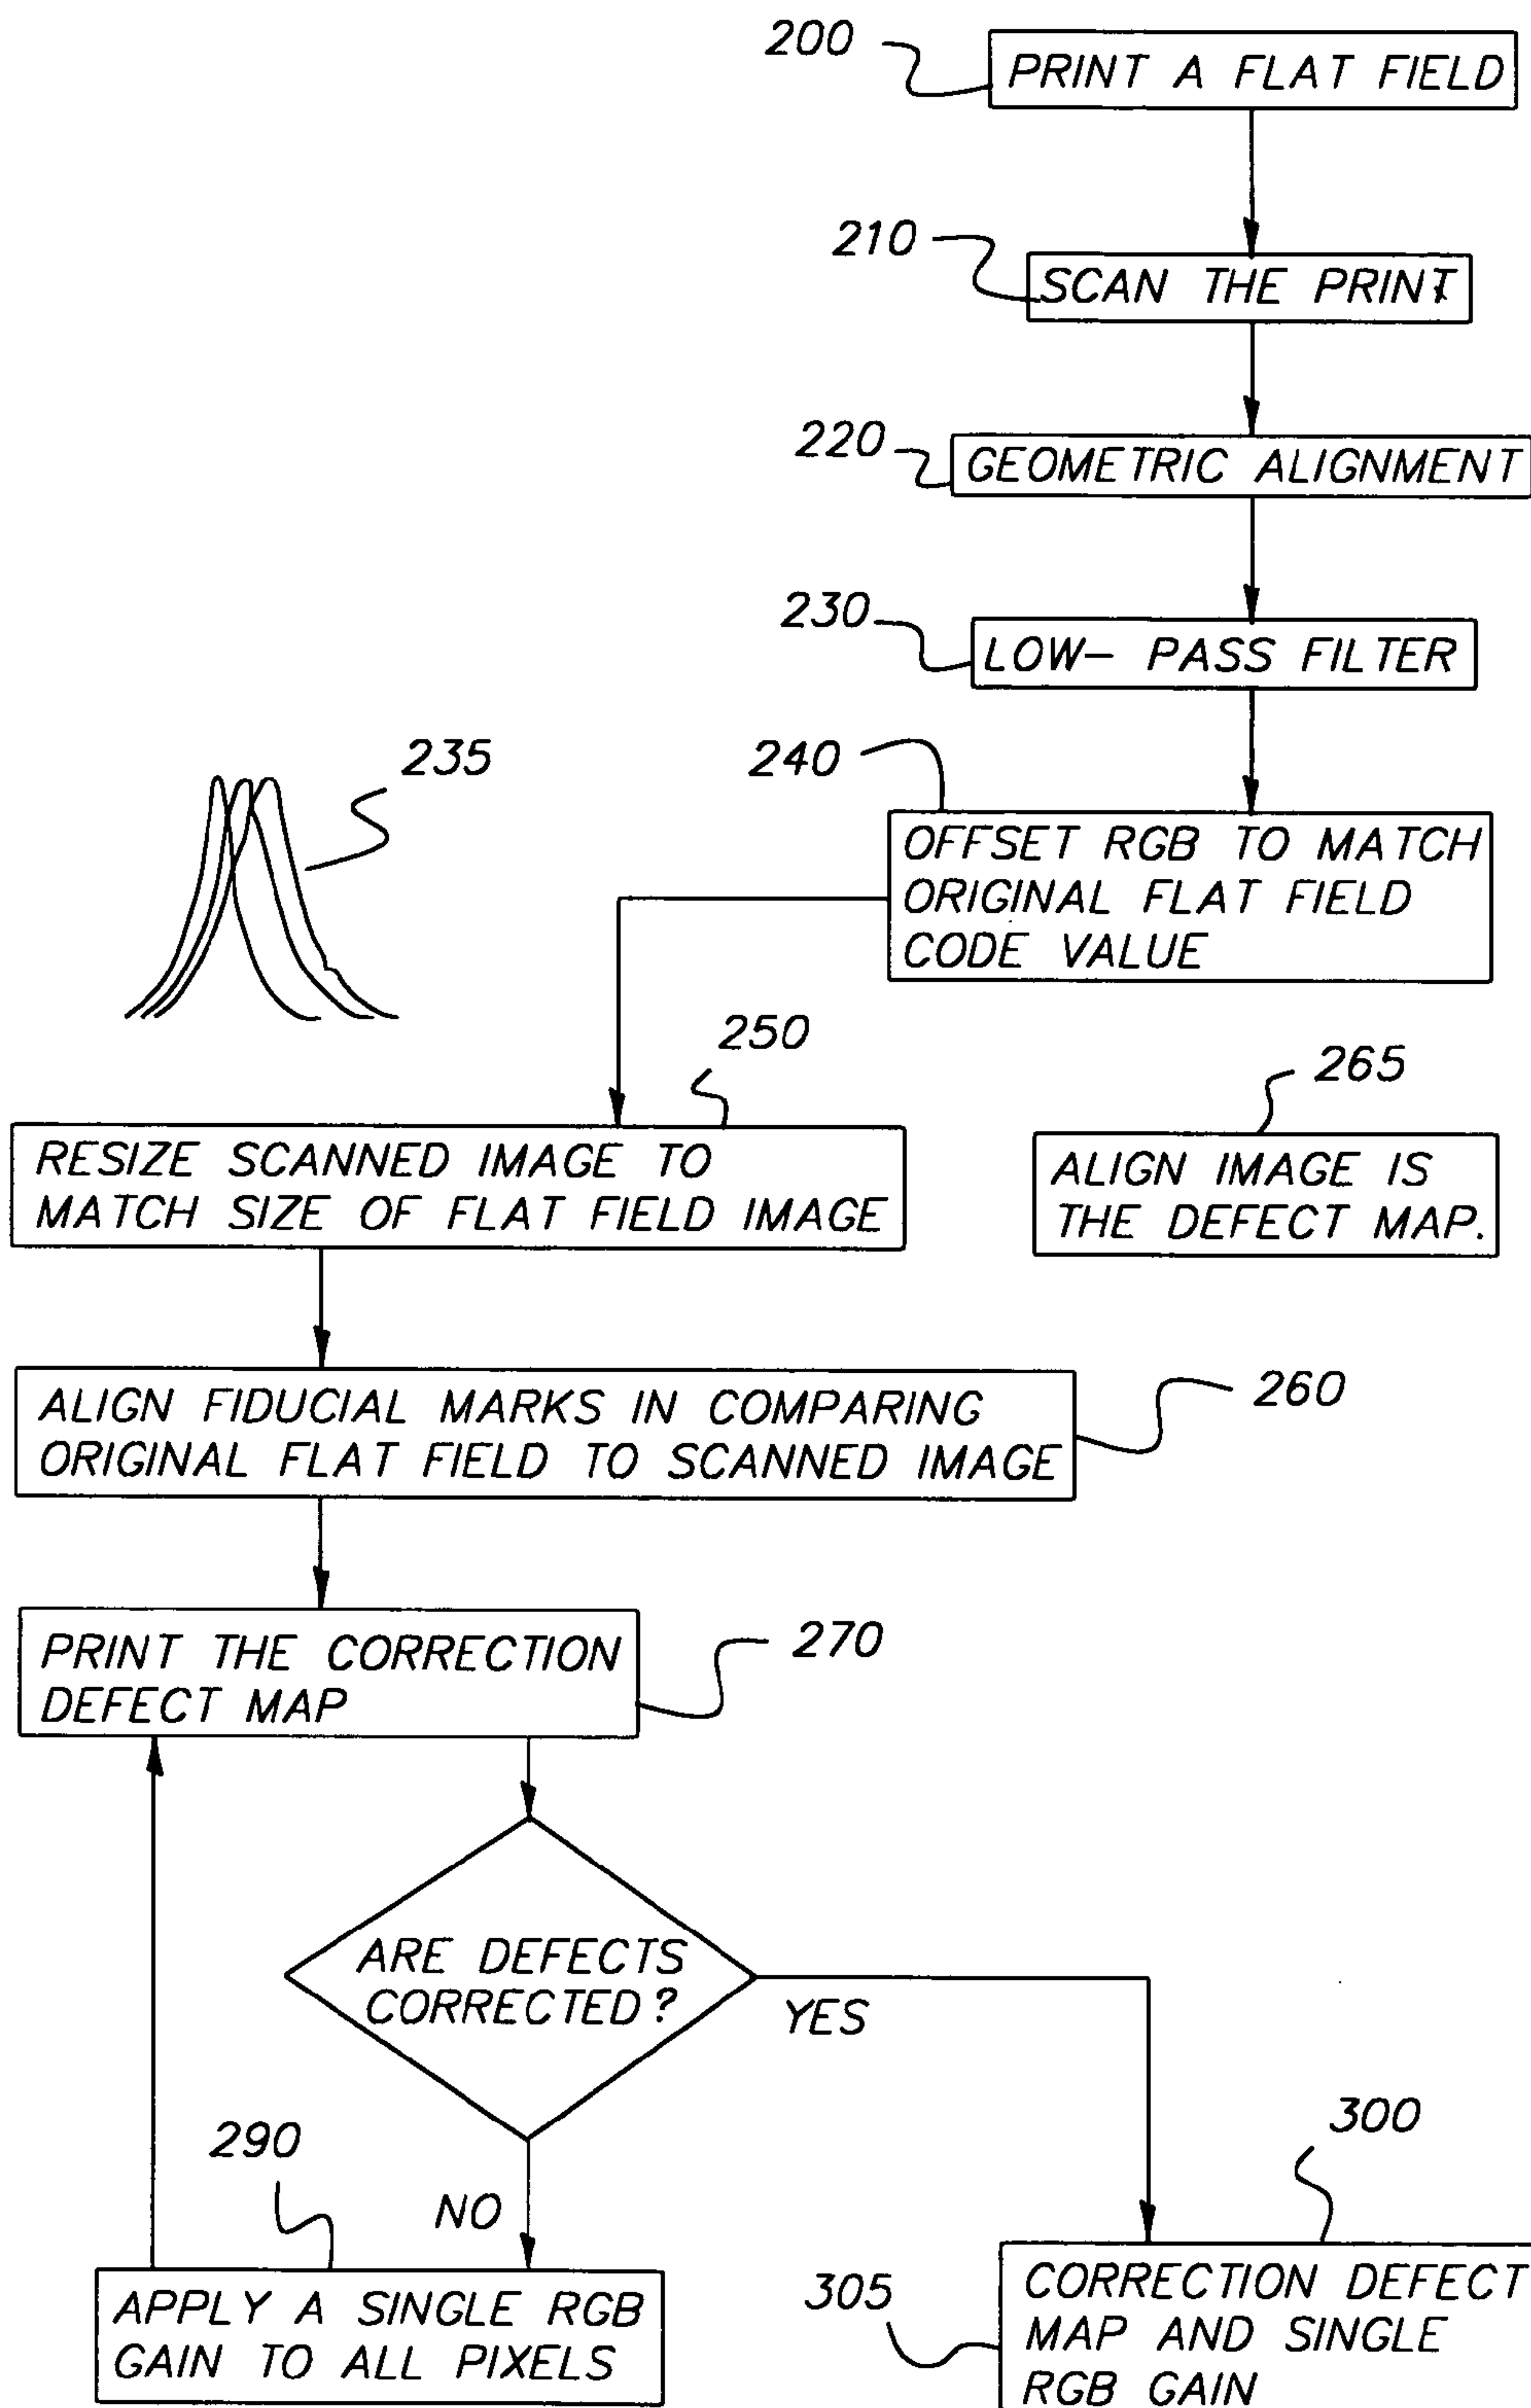 200
PRINT A FLAT FIELD
210
SCAN THE PRINT
220
GEOMETRIC ALIGNMENT
230
LOW- PASS FILTER
235
240
OFFSET RGB TO MATCH
ORIGINAL FLAT FIELD
CODE VALUE
250
RESIZE SCANNED IMAGE TO
MATCH SIZE OF FLAT FIELD IMAGE
265
ALIGN IMAGE IS
THE DEFECT MAP.
260
ALIGN FIDUCIAL MARKS IN COMPARING
ORIGINAL FLAT FIELD TO SCANNED IMAGE
270
PRINT THE CORRECTION
DEFECT MAP
ARE DEFECTS
CORRECTED?
YES
NO
290
APPLY A SINGLE RGB
GAIN TO ALL PIXELS
300
305
CORRECTION DEFECT
MAP AND SINGLE
RGB GAIN